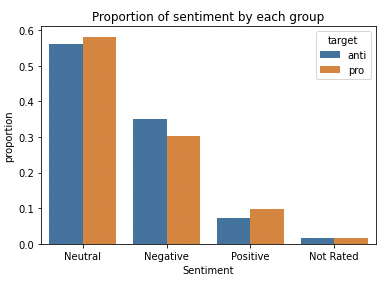 Proportion of sentiment by each group
target
anti
pro
proportion
0.6
0.5
0.4
0.3
0.2
0.1
0.0
Neutral Negative Positive Not Rated
Sentiment